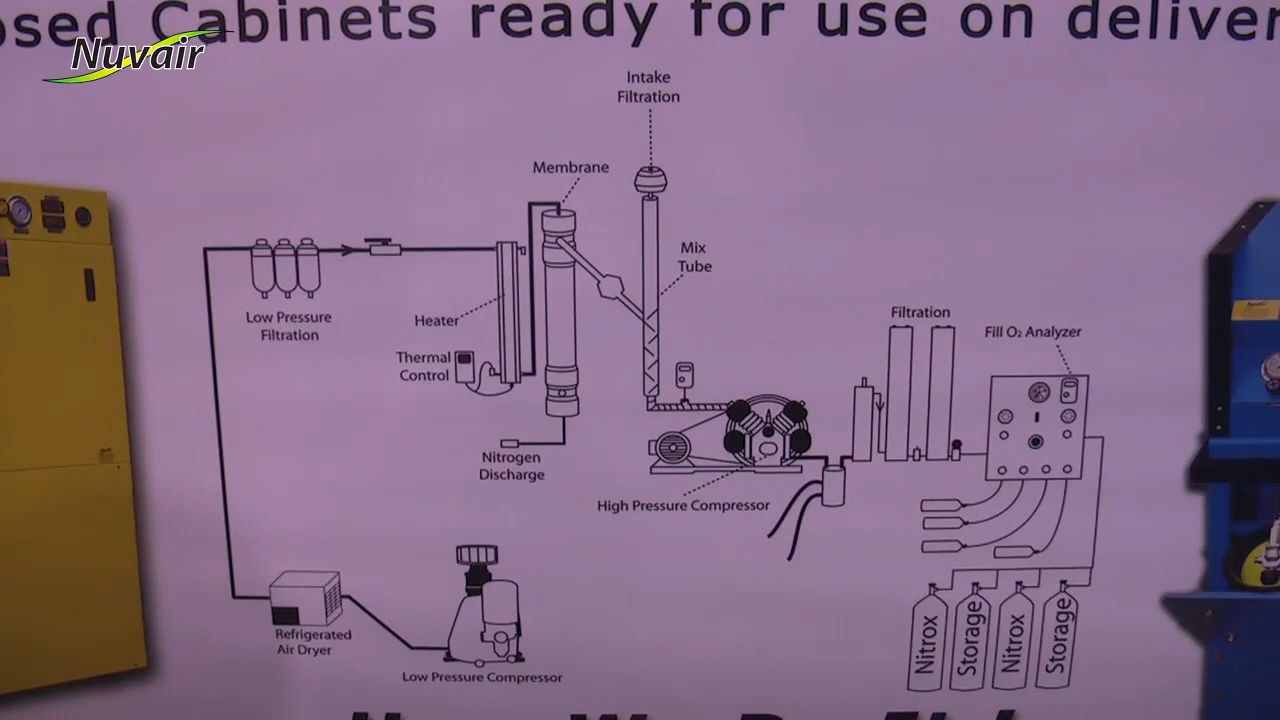 osed Cabinets ready for use on deliver
Nuvair
Intake
Filtration
Membrane
Mix
Tube
Low Pressure
Filtration
Heater
Thermal
Control
Filtration
Fill O₂ Analyzer
Nitrogen
Discharge
High Pressure Compressor
Refrigerated
Air Dryer
Low Pressure Compressor
Nitrox
Storage
Nitrox
Storage